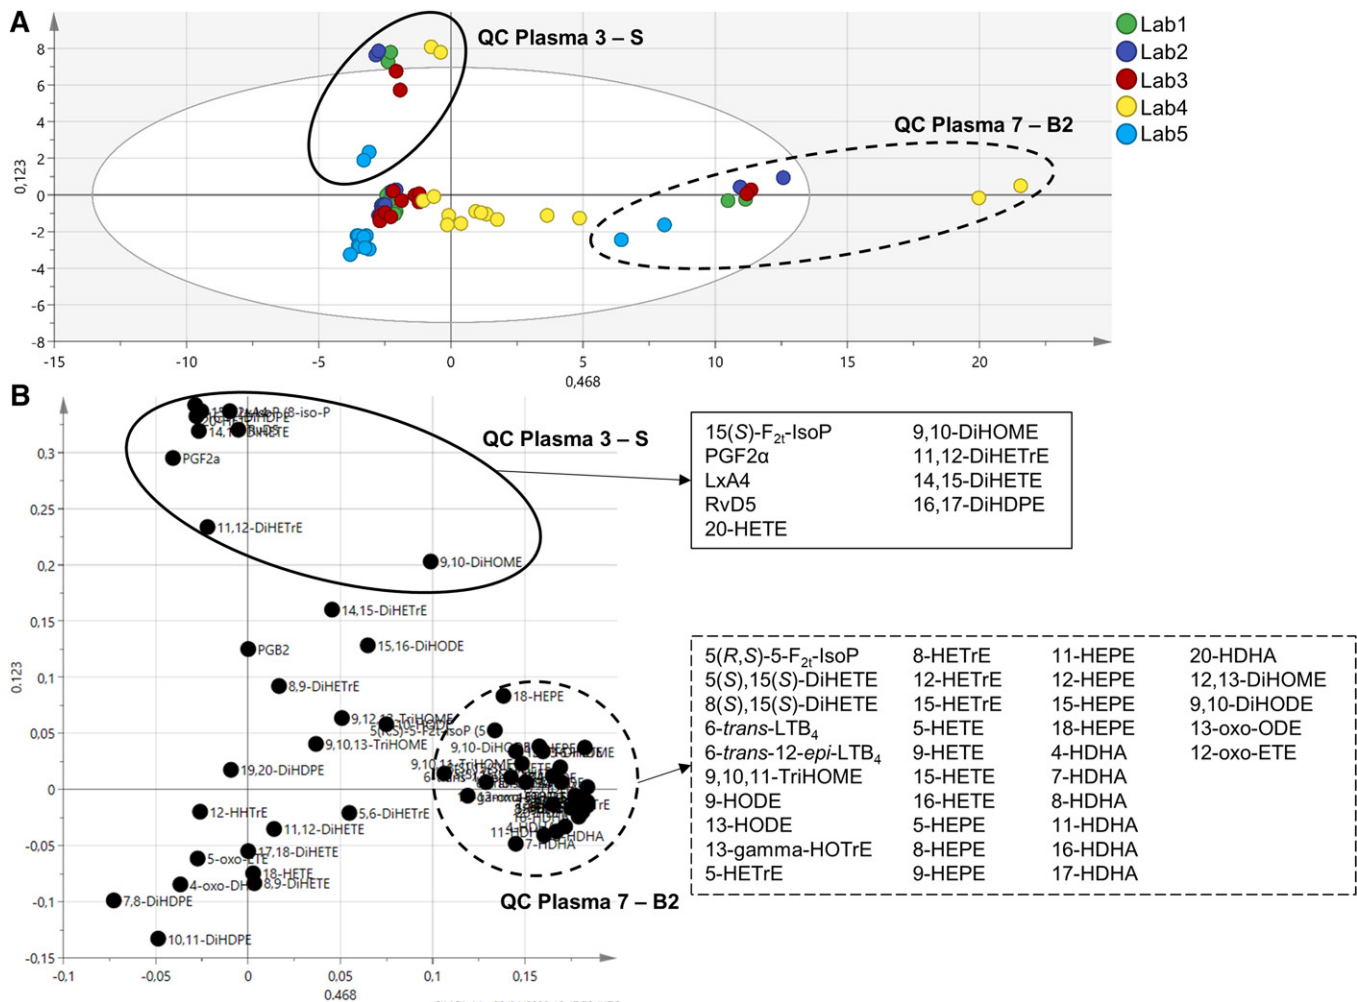 A
QC Plasma 3 – S
QC Plasma 7 – B2
Lab1
Lab2
Lab3
Lab4
Lab5
8
6
4
2
0
-2
-4
-6
-8
0,123
-15
-10
-5
0
5
10
15
20
0,468
B
QC Plasma 3 – S
PGF2a
11,12-DiHETrE
9,10-DiHOME
14,15-DiHETrE
15,16-DiHODE
PGB2
8,9-DiHETrE
18-HEPE
9,10,13-TriHOME
19,20-DiHDPE
12-HHTrE
5,6-DiHETrE
11,12-DiHETE
17,18-DiHETE
5-oxo-ETE
18-HETE
8,9-DiHETE
4-oxo-DH
7,8-DiHDPE
10,11-DiHDPE
7-HDHA
QC Plasma 7 – B2
0,3
0,25
0,2
0,15
0,1
0,05
0
-0,05
-0,1
-0,15
0,123
-0,1
-0,05
0
0,05
0,1
0,15
0.468
15(S)-F2t-IsoP 9,10-DiHOME
PGF2α 11,12-DiHETrE
LxA4 14,15-DiHETE
RvD5 16,17-DiHDPE
20-HETE
5(R,S)-5-F2t-IsoP 8-HETrE 11-HEPE 20-HDHA
5(S),15(S)-DiHETE 12-HETrE 12-HEPE 12,13-DiHOME
8(S),15(S)-DiHETE 15-HETrE 15-HEPE 9,10-DiHODE
6-trans-LTB4 5-HETE 18-HEPE 13-oxo-ODE
6-trans-12-epi-LTB4 9-HETE 4-HDHA 12-oxo-ETE
9,10,11-TriHOME 15-HETE 7-HDHA
9-HODE 16-HETE 8-HDHA
13-HODE 5-HEPE 11-HDHA
13-gamma-HOTrE 8-HEPE 16-HDHA
5-HETrE 9-HEPE 17-HDHA